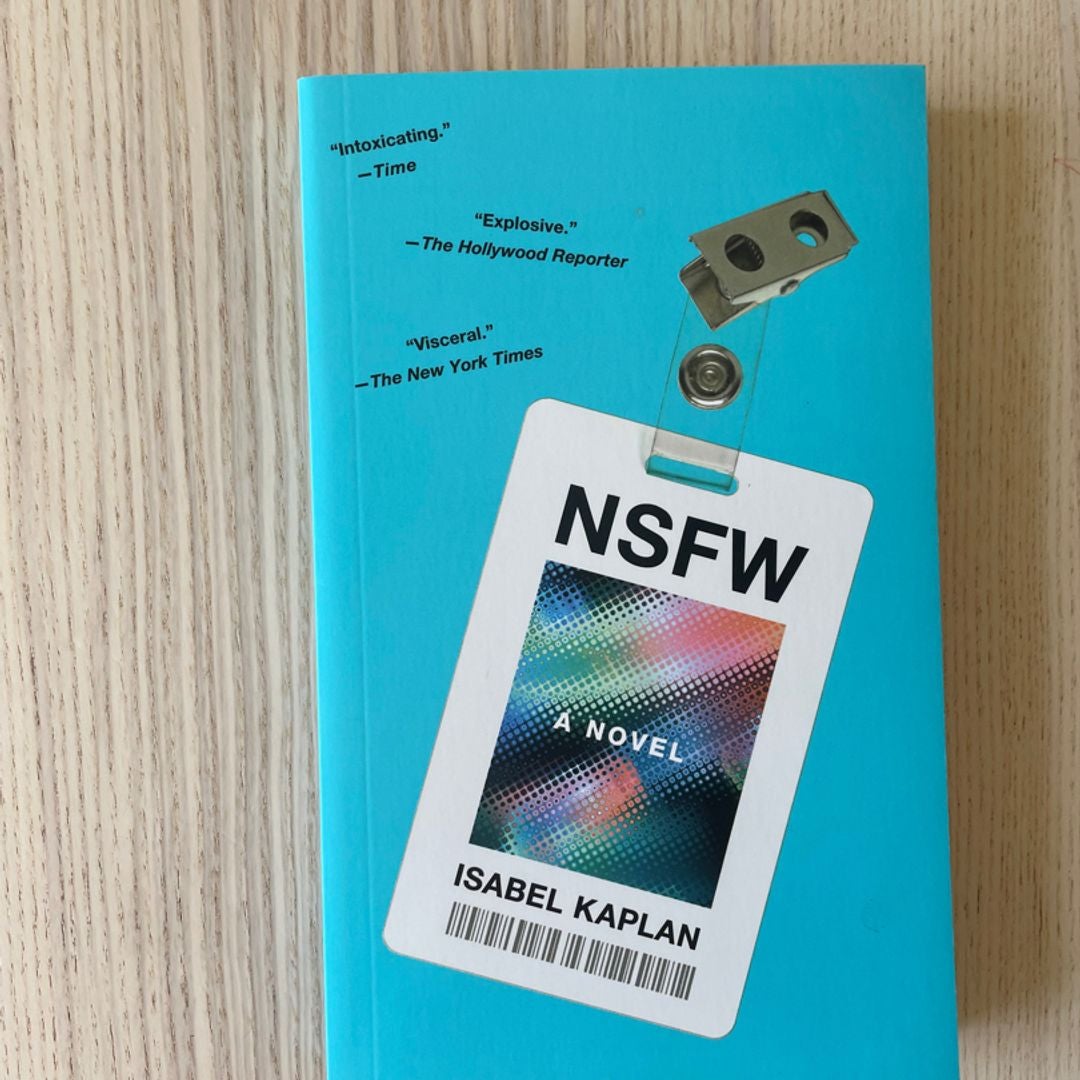 “Intoxicating.”
—Time
“Explosive.”
—The Hollywood Reporter
“Visceral.”
—The New York Times
NSFW
A NOVEL
ISABEL KAPLAN